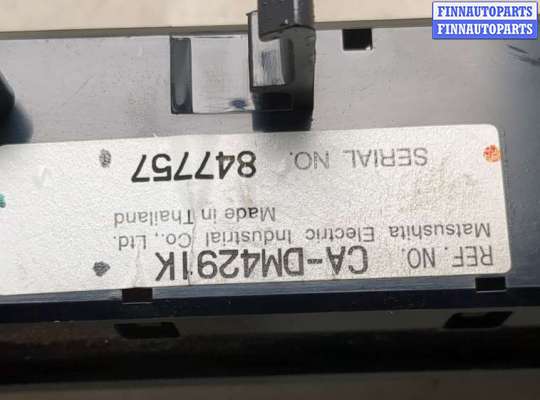 FINNAUTOPARTS
FINNAUTOPARTS
REF. NO. CA-DM4291K
Matsushita Electric Industrial Co., Ltd.
Made in Thailand
SERIAL NO. 847757